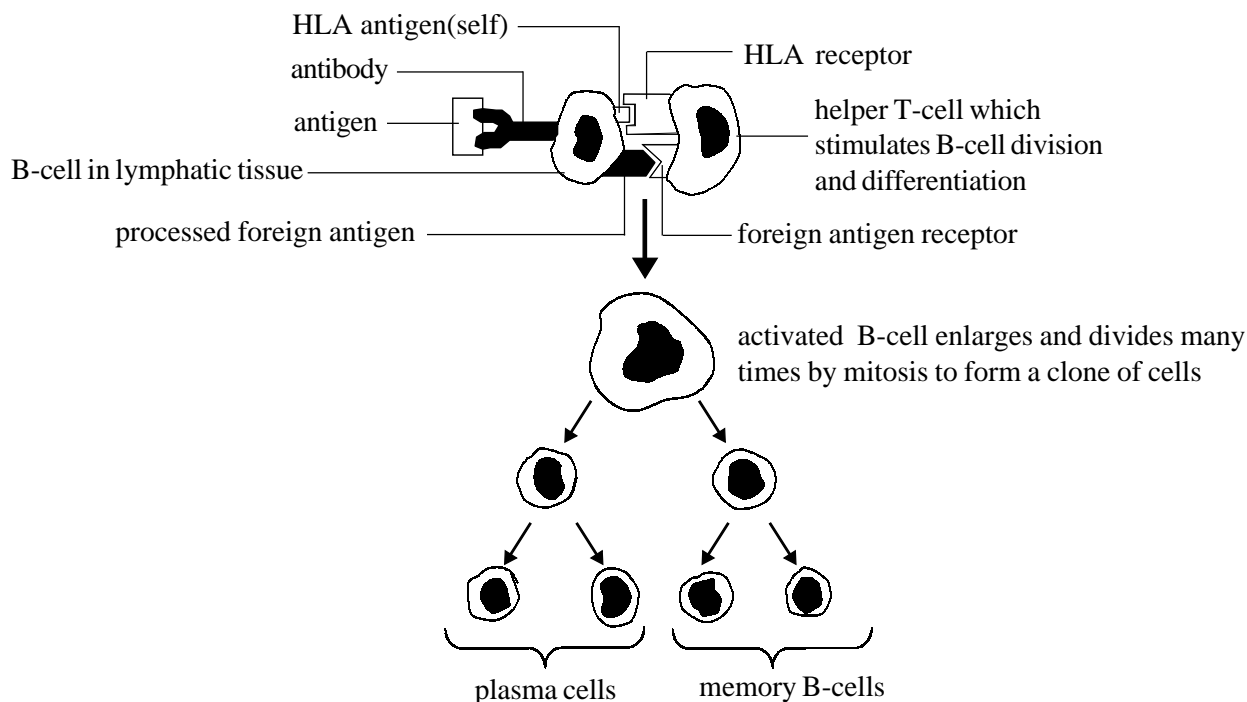 HLA antigen(self)
antibody
antigen
B-cell in lymphatic tissue
processed foreign antigen
HLA receptor
helper T-cell which
stimulates B-cell division
and differentiation
foreign antigen receptor
activated B-cell enlarges and divides many
times by mitosis to form a clone of cells
plasma cells
memory B-cells